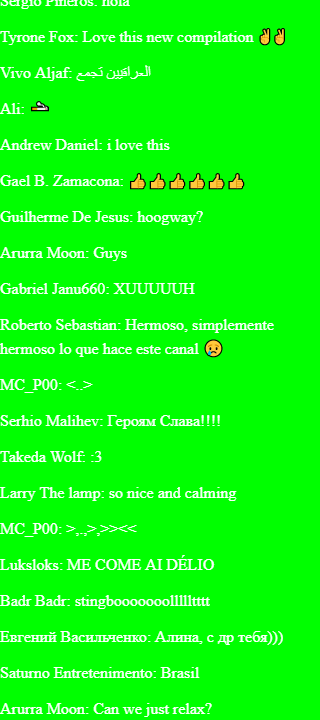 Sergio Pineros: hola
Tyrone Fox: Love this new compilation ✌✌
Vivo Aljaf: العراقيين تجمع
Ali:
Andrew Daniel: i love this
Gael B. Zamacona: 👍👍👍👍👍👍
Guilherme De Jesus: hoogway?
Arurra Moon: Guys
Gabriel Janu660: XUUUUUH
Roberto Sebastian: Hermoso, simplemente
hermoso lo que hace este canal 😢
MC_P00: <..>
Serhio Malihev: Героям Слава!!!!
Takeda Wolf: :3
Larry The lamp: so nice and calming
MC_P00: >,.,>,>><<
Luksloks: ME COME AI DÉLIO
Badr Badr: stingbooooooolllllltttt
Евгений Васильченко: Алина, с др тебя)))
Saturno Entretenimento: Brasil
Arurra Moon: Can we just relax?